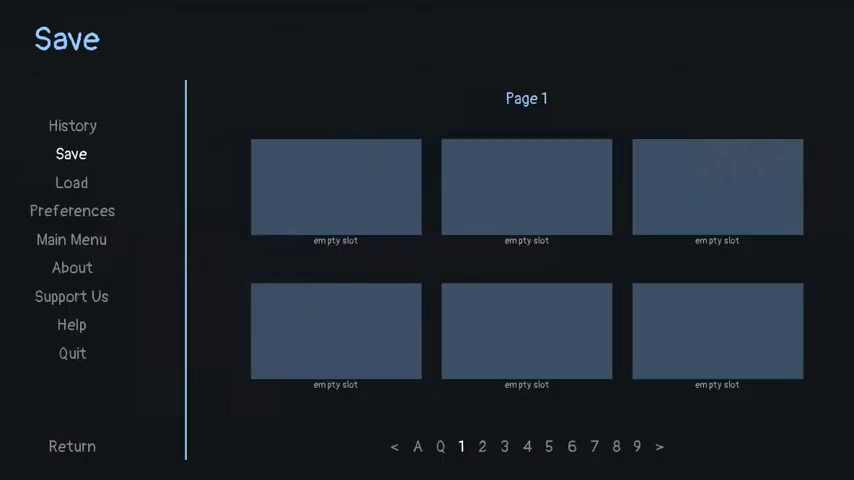 Save
History
Save
Load
Preferences
Main Menu
About
Support Us
Help
Quit
Return
Page 1
empty slot
empty slot
empty slot
empty slot
empty slot
empty slot
< A Q 1 2 3 4 5 6 7 8 9 >